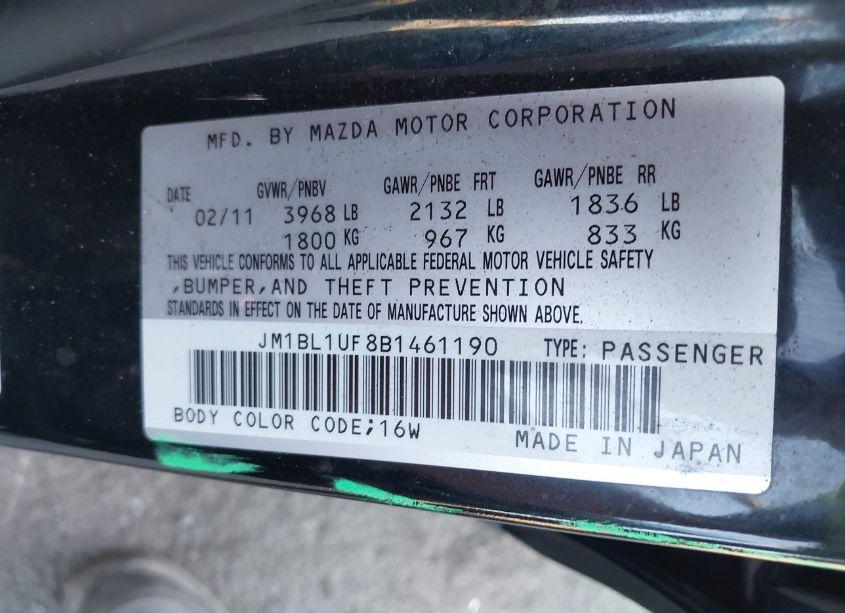 MFD. BY MAZDA MOTOR CORPORATION
DATE GVWR/PNBV GAWR/PNBE FRT GAWR/PNBE RR
02/11 3968 LB 2132 LB 1836 LB
1800 KG 967 KG 833 KG
THIS VEHICLE CONFORMS TO ALL APPLICABLE FEDERAL MOTOR VEHICLE SAFETY
,BUMPER,AND THEFT PREVENTION
STANDARDS IN EFFECT ON THE DATE OF MANUFACTURE SHOWN ABOVE.
JM1BL1UF8B1461190 TYPE: PASSENGER
BODY COLOR CODE;16W
MADE IN JAPAN